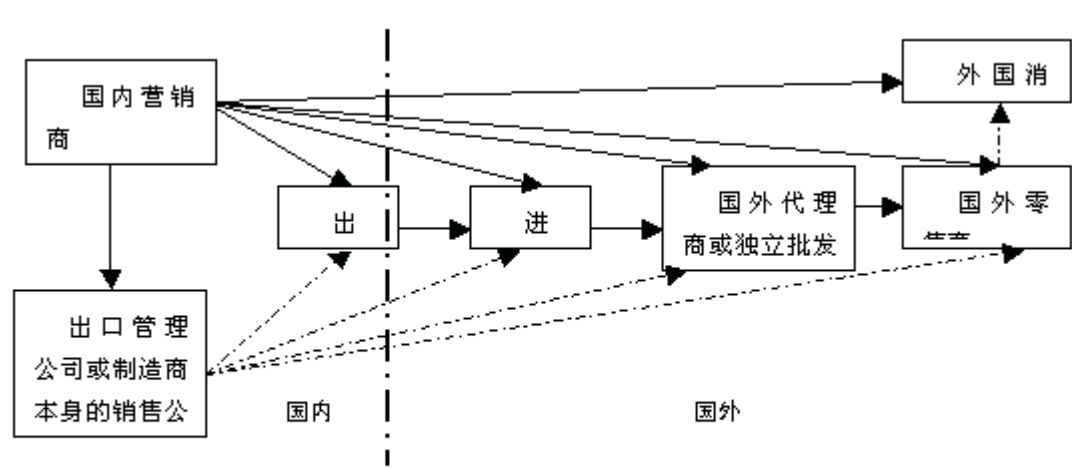 外国消
国内营销
商
出
进
国外代理
商或独立批发
国外零
售商
出口管理
公司或制造商
本身的销售公
国内
国外